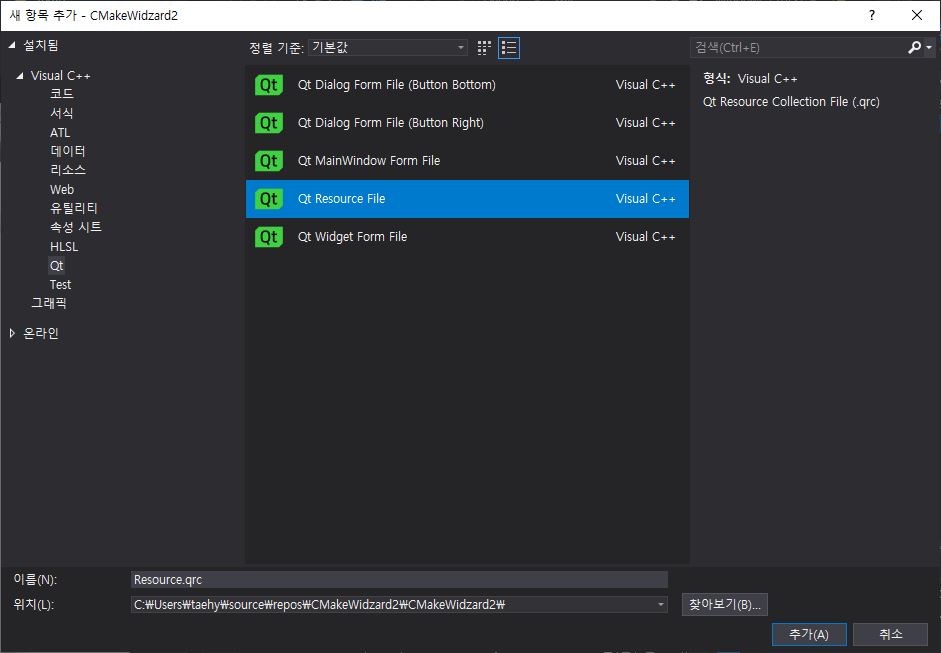 새 항목 추가 - CMakeWidzard2
?
설치됨
정렬 기준: 기본값
검색(Ctrl+E)
Visual C++
코드
서식
ATL
데이터
리소스
Web
유틸리티
속성 시트
HLSL
Qt
Test
그래픽
온라인
Qt Qt Dialog Form File (Button Bottom) Visual C++
Qt Qt Dialog Form File (Button Right) Visual C++
Qt Qt MainWindow Form File Visual C++
Qt Qt Resource File Visual C++
Qt Qt Widget Form File Visual C++
형식: Visual C++
Qt Resource Collection File (.qrc)
이름(N): Resource.qrc
위치(L): C:₩Users₩taehy₩source₩repos₩CMakeWidzard2₩CMakeWidzard2₩ 찾아보기(B)...
추가(A) 취소